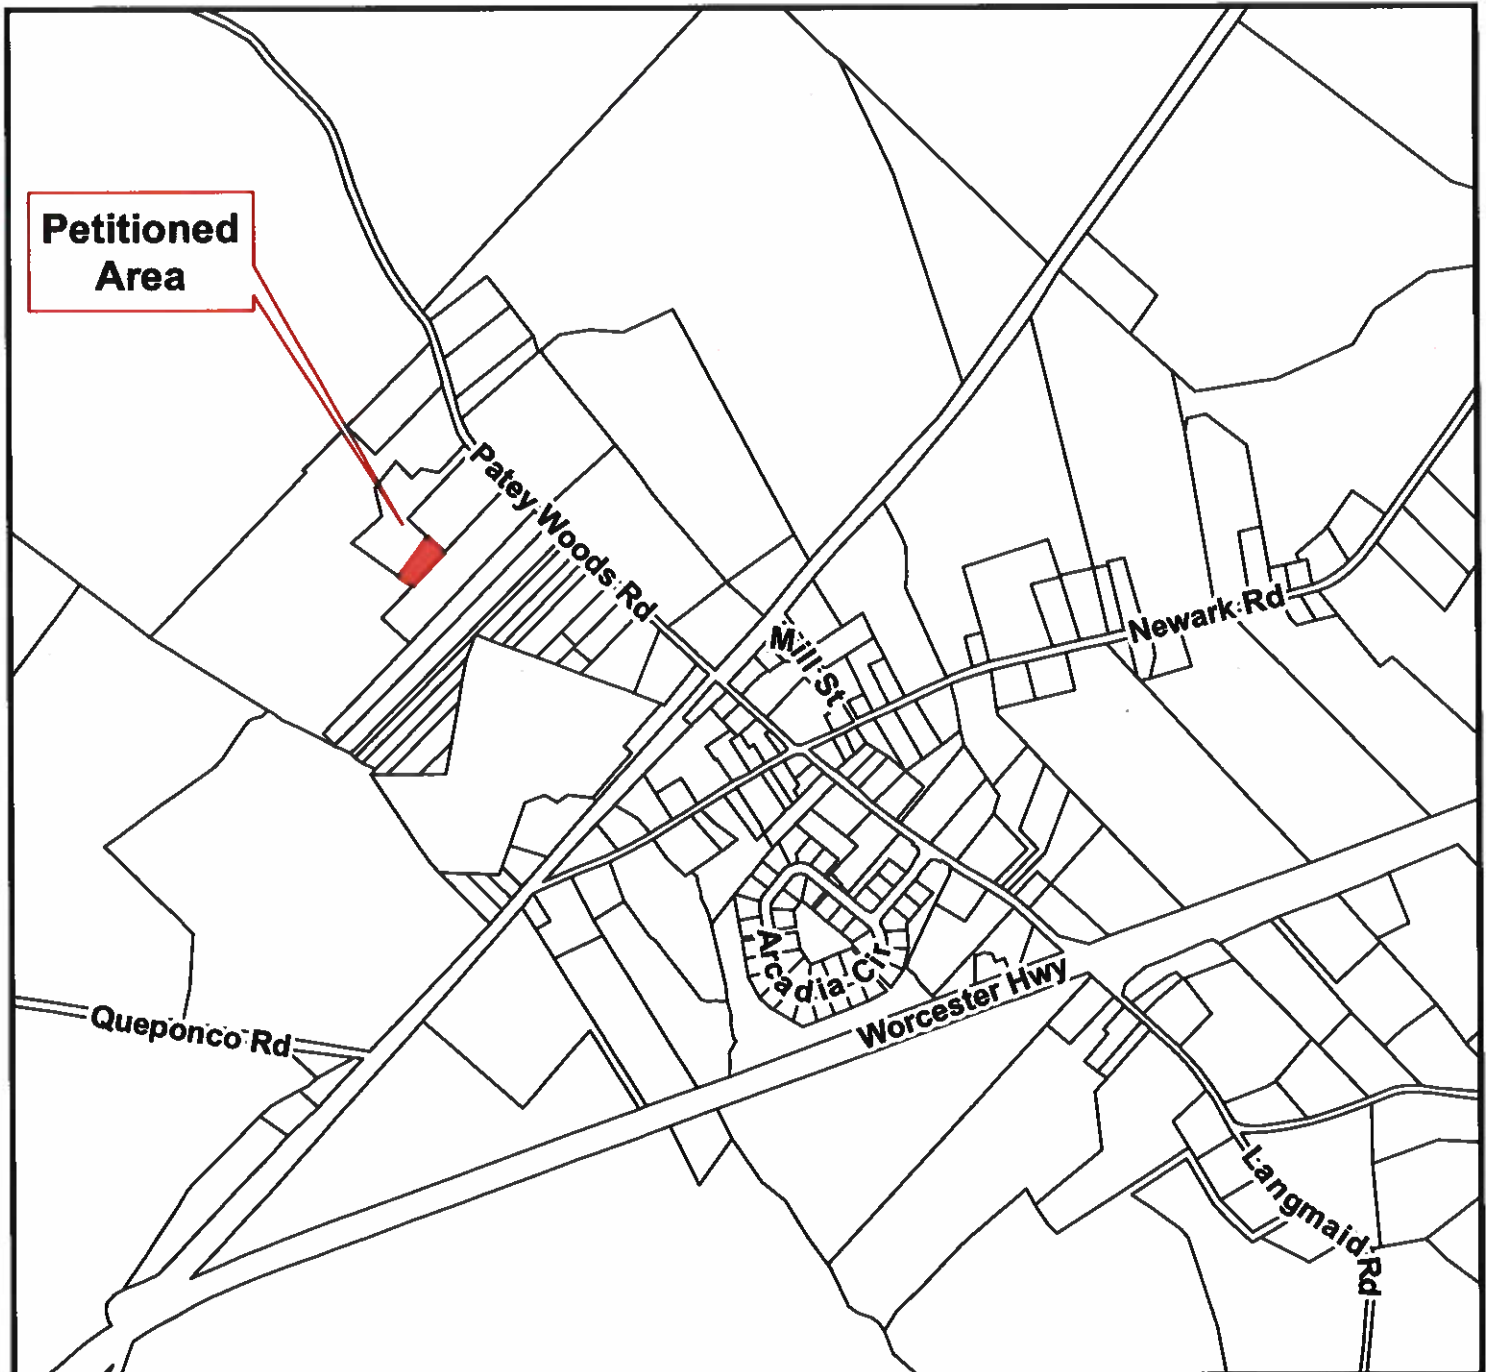 Petitioned
Area
Patey Woods Rd
Mill St
Newark Rd
Arcadia Cir
Worcester Hwy
Queponco Rd
Langmaid Rd